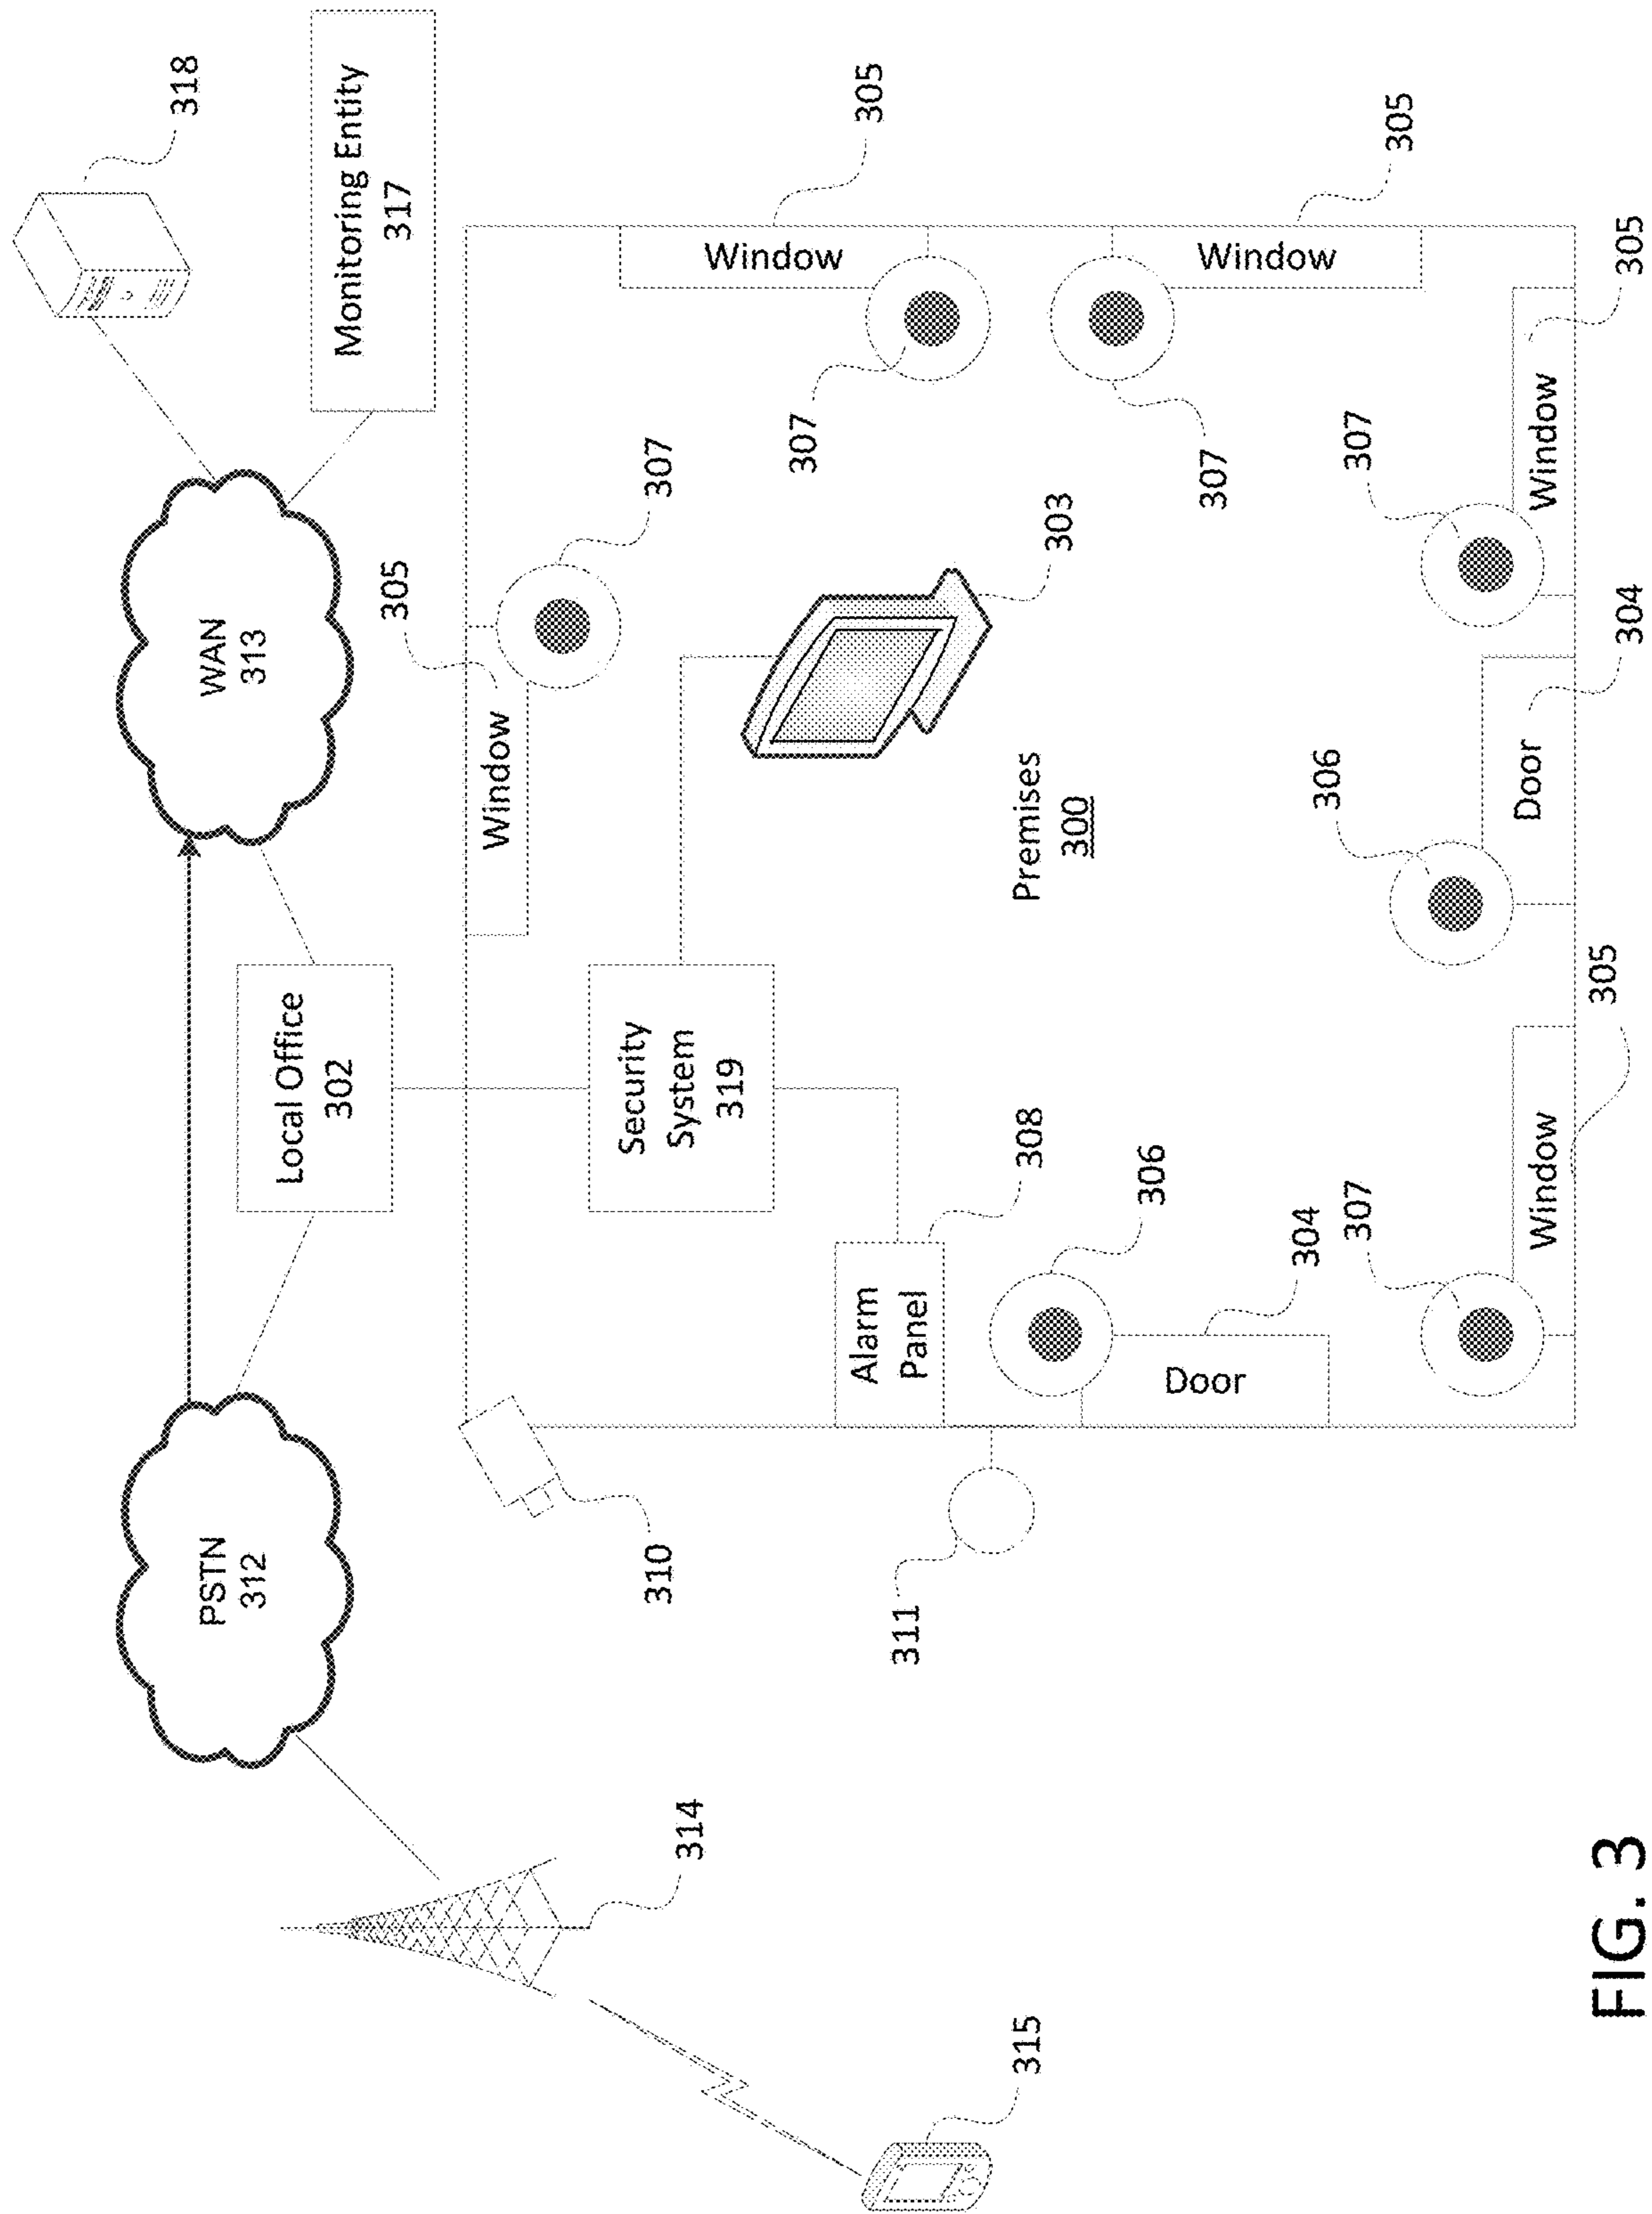 318
Monitoring Entity
317
WAN
313
PSTN
312
Local Office
302
314
315
310
311
305
Window
307
Security
System
319
303
Alarm
Panel
308
Premises
300
Window
305
307
Window
305
307
306
Door
304
307
Window
305
306
Door
304
307
Window
305
FIG. 3